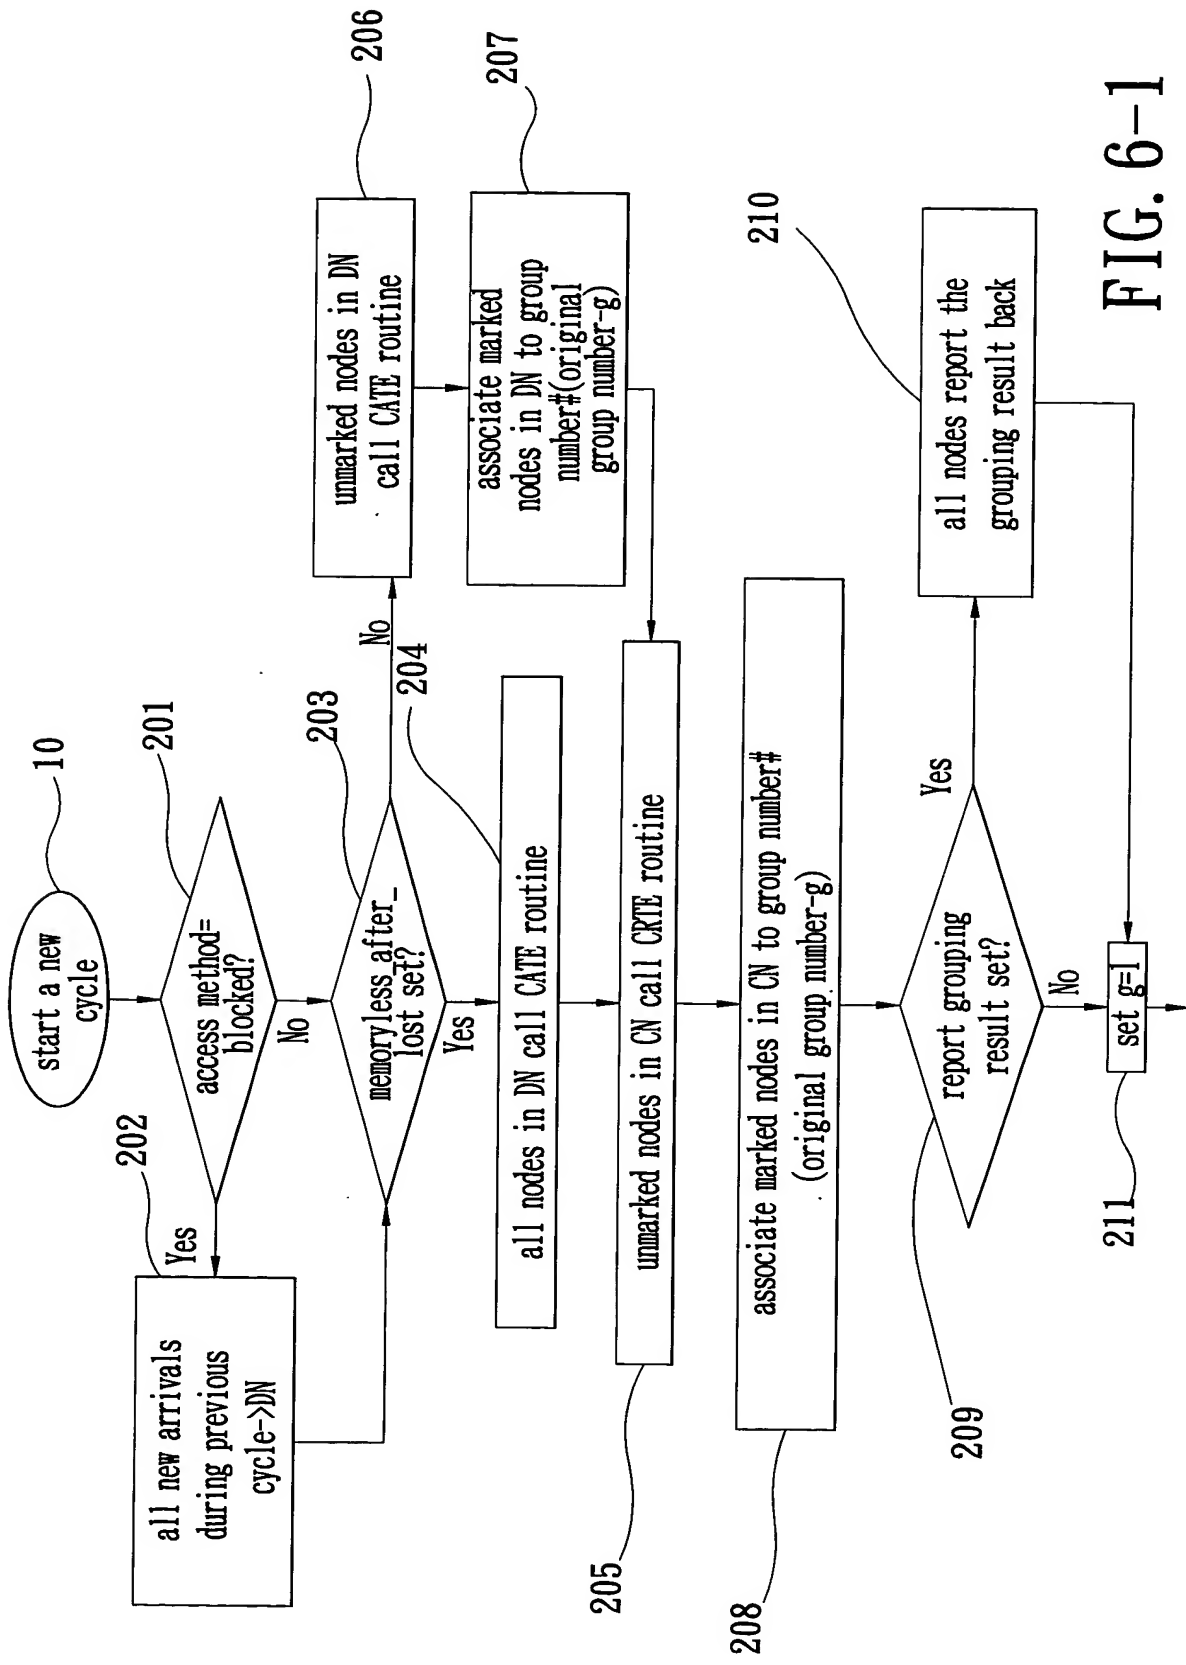 10
start a new
cycle
201
access method=
blocked?
Yes
No
202
all new arrivals
during previous
cycle->DN
203
memoryless_after_
lost set?
No
Yes
204
all nodes in DN call CATE routine
206
unmarked nodes in DN
call CATE routine
207
associate marked
nodes in DN to group
number#(original
group number-g)
205
unmarked nodes in CN call CRTE routine
208
associate marked nodes in CN to group number#
(original group number-g)
209
report grouping
result set?
Yes
No
210
all nodes report the
grouping result back
211
set g=1
FIG. 6-1